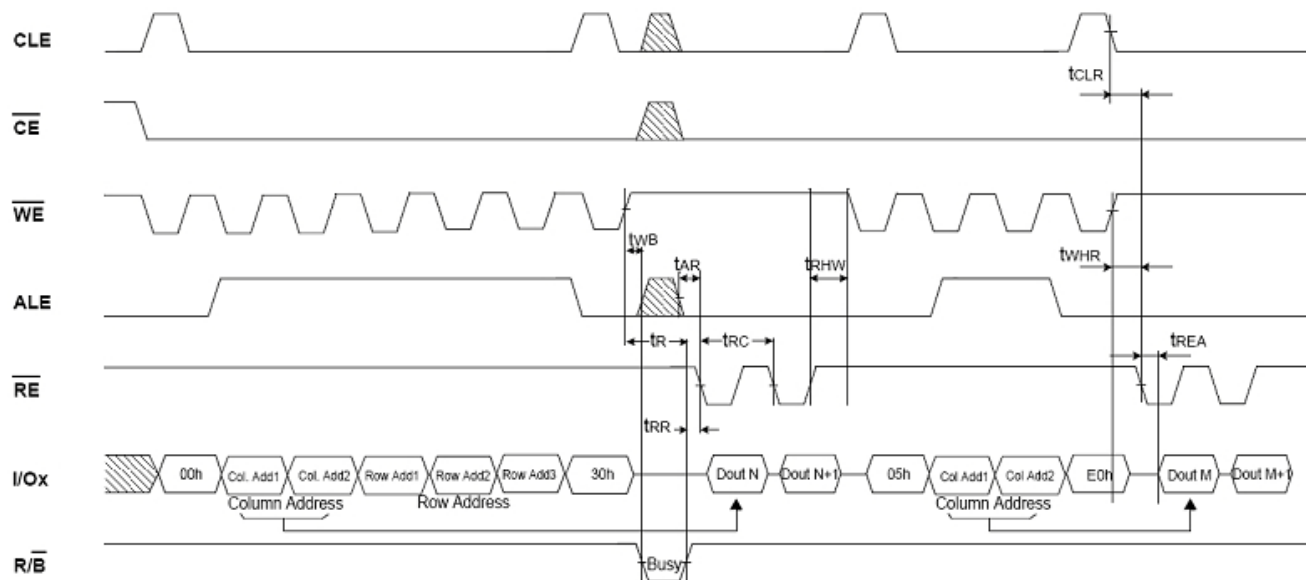 CLE
tCLR
CE
WE
tWB
tAR
tRHW
tWHR
ALE
tR
tRC
tREA
RE
tRR
I/Ox
00h
Col. Add1
Col. Add2
Row Add1
Row Add2
Row Add3
30h
Dout N
Dout N+1
05h
Col Add1
Col Add2
E0h
Dout M
Dout M+1
Column Address
Row Address
Column Address
R/B
Busy